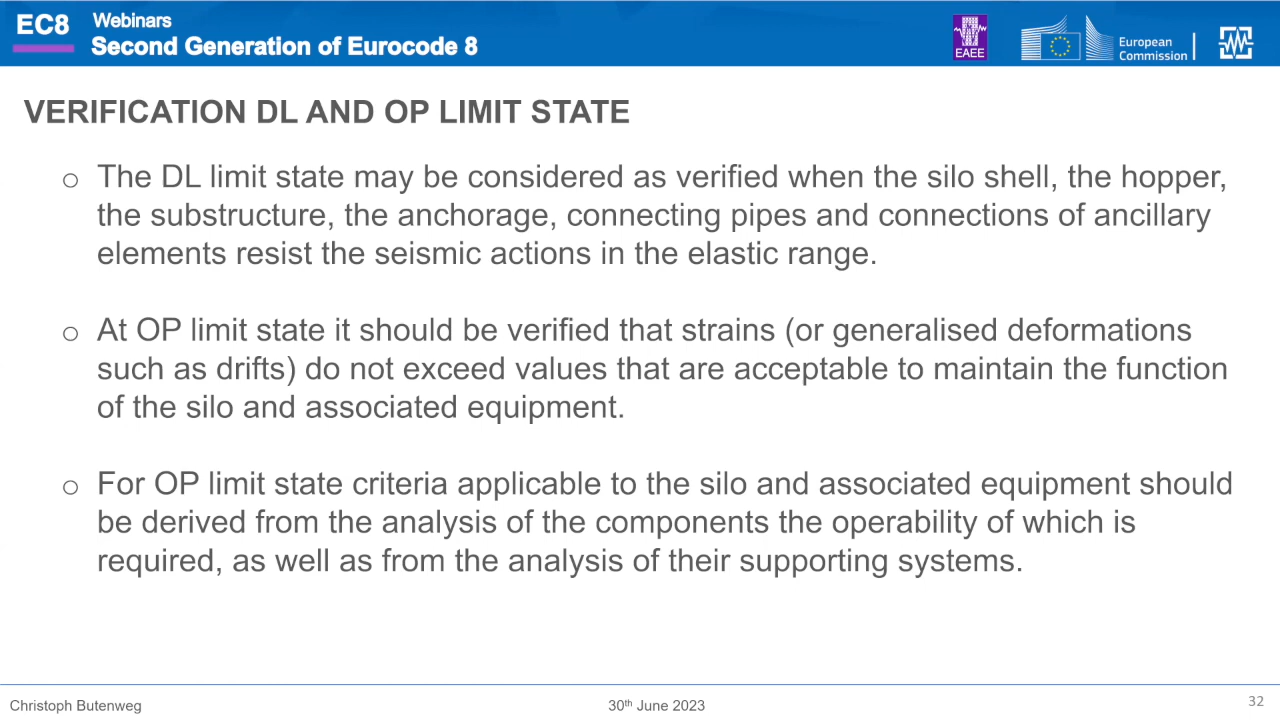 EC8
Webinars
Second Generation of Eurocode 8
EAEE
European
Commission
VERIFICATION DL AND OP LIMIT STATE
o The DL limit state may be considered as verified when the silo shell, the hopper,
the substructure, the anchorage, connecting pipes and connections of ancillary
elements resist the seismic actions in the elastic range.
o At OP limit state it should be verified that strains (or generalised deformations
such as drifts) do not exceed values that are acceptable to maintain the function
of the silo and associated equipment.
o For OP limit state criteria applicable to the silo and associated equipment should
be derived from the analysis of the components the operability of which is
required, as well as from the analysis of their supporting systems.
Christoph Butenweg
30th June 2023
32